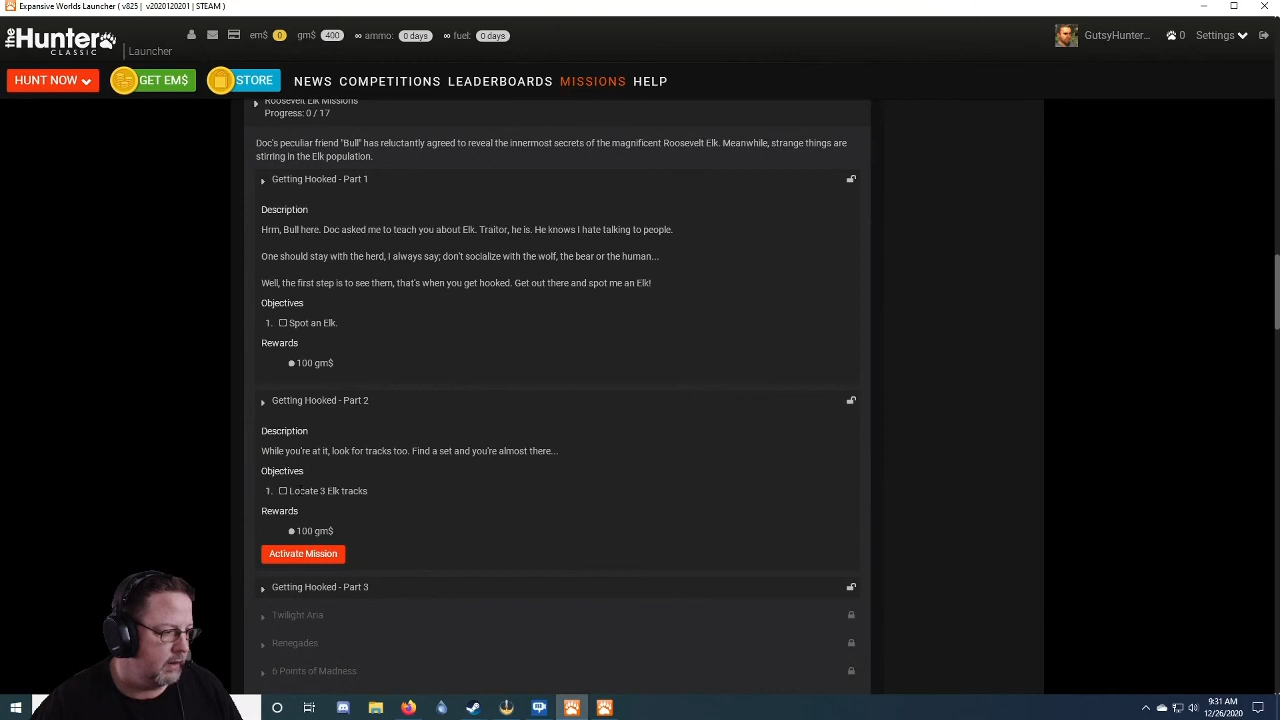 Expansive Worlds Launcher ( v825 | v2020120201 | STEAM )
theHunter CLASSIC
Launcher
em$ 0 gm$ 400 ∞ ammo: 0 days ∞ fuel: 0 days
GutsyHunter... 0 Settings
HUNT NOW GET EM$ STORE NEWS COMPETITIONS LEADERBOARDS MISSIONS HELP
Roosevelt Elk Missions
Progress: 0 / 17
Doc's peculiar friend "Bull" has reluctantly agreed to reveal the innermost secrets of the magnificent Roosevelt Elk. Meanwhile, strange things are
stirring in the Elk population.
Getting Hooked - Part 1
Description
Hrm, Bull here. Doc asked me to teach you about Elk. Traitor, he is. He knows I hate talking to people.
One should stay with the herd, I always say; don't socialize with the wolf, the bear or the human...
Well, the first step is to see them, that's when you get hooked. Get out there and spot me an Elk!
Objectives
1. Spot an Elk.
Rewards
100 gm$
Getting Hooked - Part 2
Description
While you're at it, look for tracks too. Find a set and you're almost there...
Objectives
1. Locate 3 Elk tracks
Rewards
100 gm$
Activate Mission
Getting Hooked - Part 3
Twilight Aria
Renegades
6 Points of Madness
9:31 AM
12/26/2020